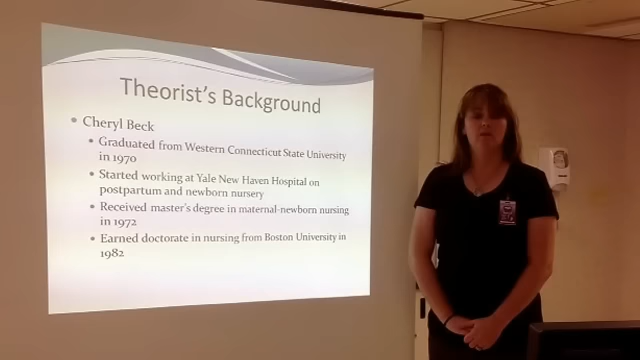 Theorist's Background
• Cheryl Beck
• Graduated from Western Connecticut State University
in 1970
• Started working at Yale New Haven Hospital on
postpartum and newborn nursery
• Received master's degree in maternal-newborn nursing
in 1972
• Earned doctorate in nursing from Boston University in
1982